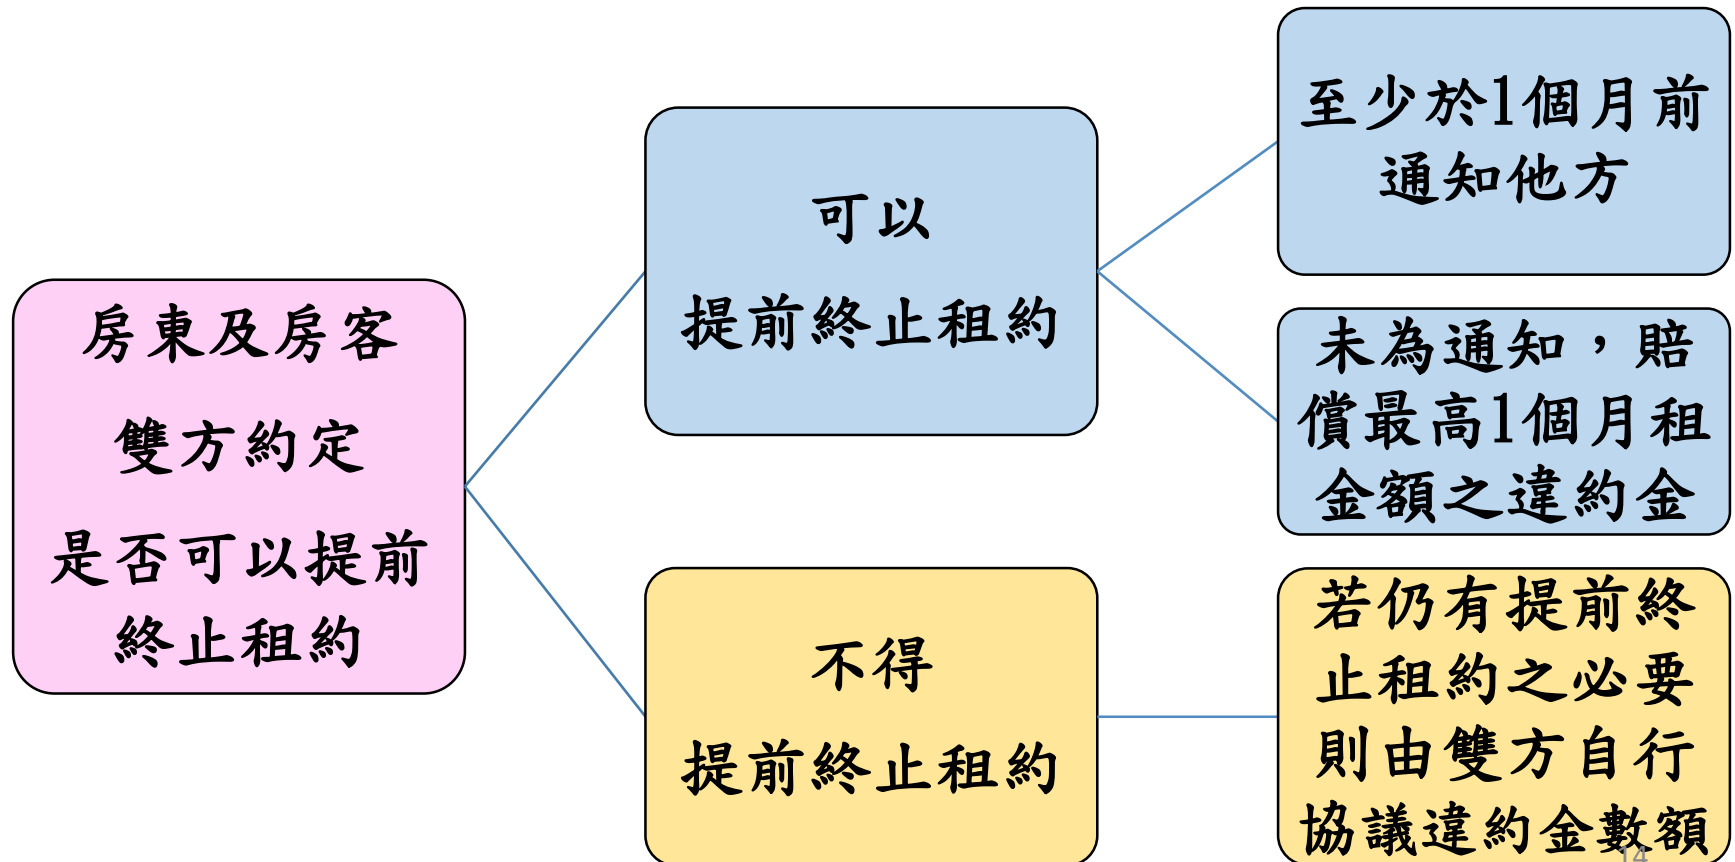 房東及房客
雙方約定
是否可以提前
終止租約
可以
提前終止租約
至少於1個月前
通知他方
未為通知，賠
償最高1個月租
金額之違約金
不得
提前終止租約
若仍有提前終
止租約之必要
則由雙方自行
協議違約金數額
14